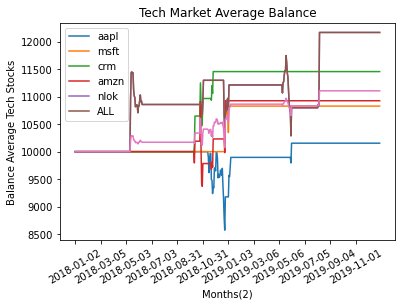 Tech Market Average Balance
Balance Average Tech Stocks
12000
11500
11000
10500
10000
9500
9000
8500
aapl
msft
crm
amzn
nlok
ALL
2018-01-02
2018-03-05
2018-05-03
2018-07-03
2018-08-31
2018-10-31
2019-01-03
2019-03-06
2019-05-06
2019-07-05
2019-09-04
2019-11-01
Months(2)